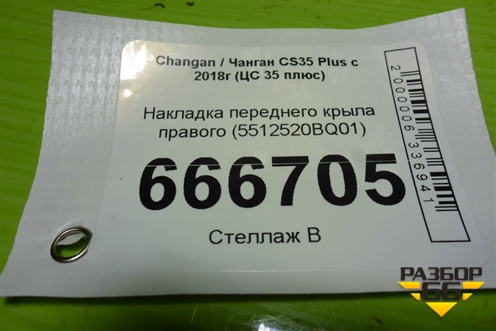 Changan / Чанган CS35 Plus с
2018г (ЦС 35 плюс)
Накладка переднего крыла
правого (5512520BQ01)
666705
Стеллаж В
2000006336941
РАЗБОР
66